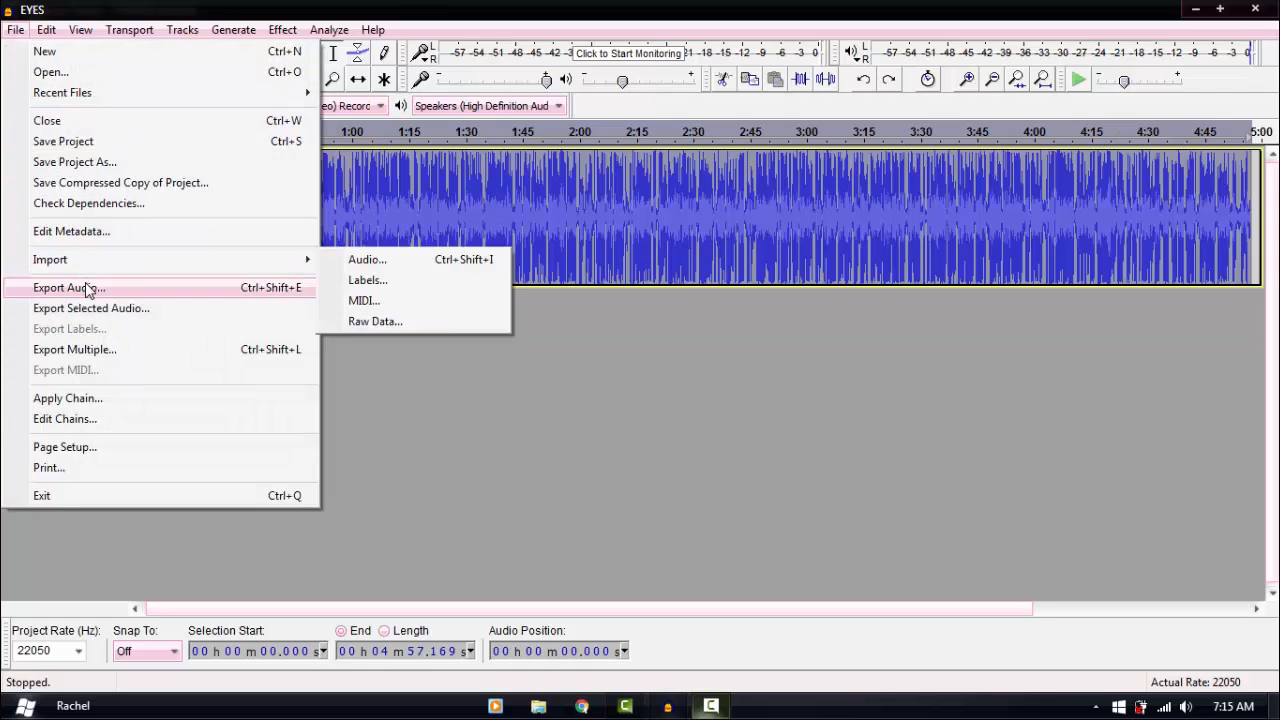 EYES
File Edit View Transport Tracks Generate Effect Analyze Help
New Ctrl+N
Open... Ctrl+O
Recent Files
Close Ctrl+W
Save Project Ctrl+S
Save Project As...
Save Compressed Copy of Project...
Check Dependencies...
Edit Metadata...
Import
Export Audio... Ctrl+Shift+E
Export Selected Audio...
Export Labels...
Export Multiple... Ctrl+Shift+L
Export MIDI...
Apply Chain...
Edit Chains...
Page Setup...
Print...
Exit Ctrl+Q
Audio... Ctrl+Shift+I
Labels...
MIDI...
Raw Data...
L
R
-57 -54 -51 -48 -45 -42 Click to Start Monitoring -18 -15 -12 -9 -6 -3 0
L
R
-57 -54 -51 -48 -45 -42 -39 -36 -33 -30 -27 -24 -21 -18 -15 -12 -9 -6 -3 0
eo) Recorc Speakers (High Definition Aud
1:00 1:15 1:30 1:45 2:00 2:15 2:30 2:45 3:00 3:15 3:30 3:45 4:00 4:15 4:30 4:45 5:00
Project Rate (Hz): Snap To: Selection Start: End Length Audio Position:
22050 Off 00 h 00 m 00.000 s 00 h 04 m 57.169 s 00 h 00 m 00.000 s
Stopped. Actual Rate: 22050
Rachel 7:15 AM